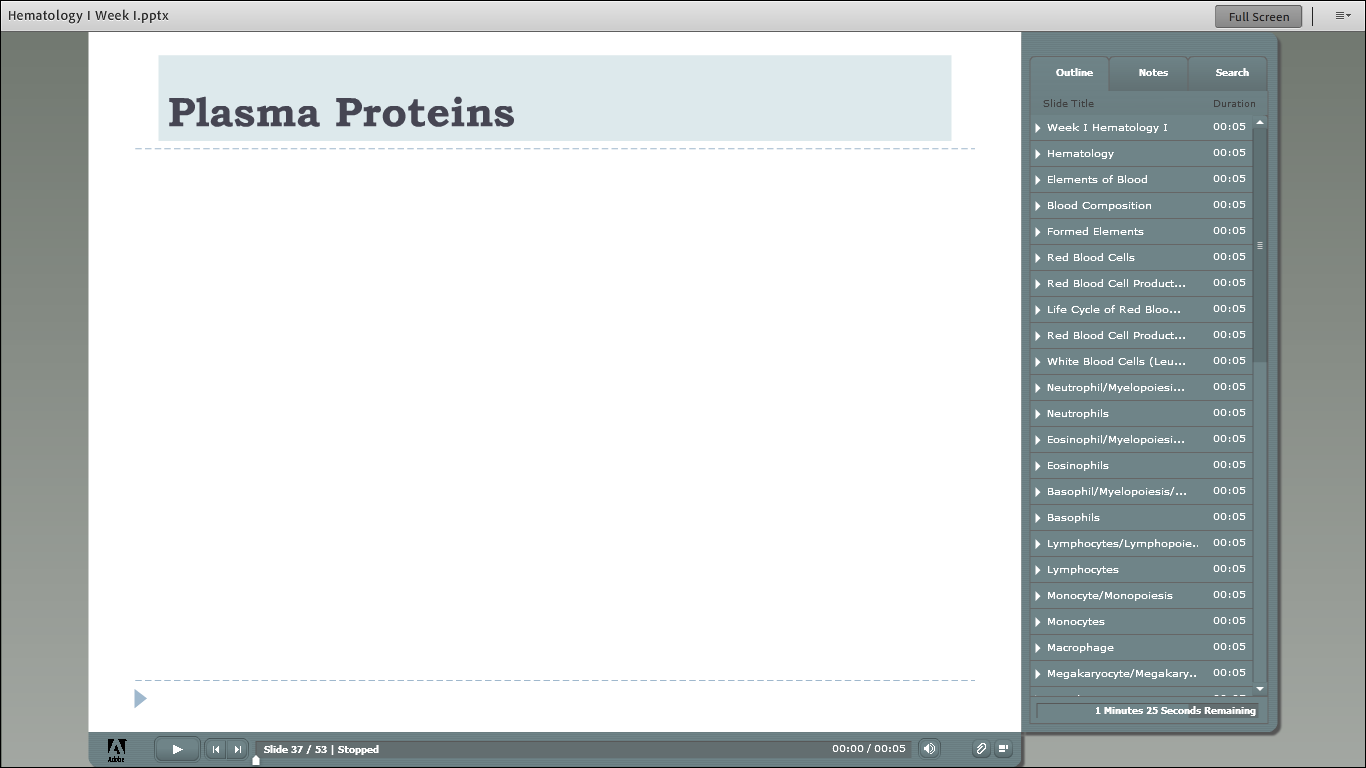 Hematology I Week I.pptx
Full Screen
Plasma Proteins
Outline Notes Search
Slide Title Duration
Week I Hematology I 00:05
Hematology 00:05
Elements of Blood 00:05
Blood Composition 00:05
Formed Elements 00:05
Red Blood Cells 00:05
Red Blood Cell Product... 00:05
Life Cycle of Red Bloo... 00:05
Red Blood Cell Product... 00:05
White Blood Cells (Leu... 00:05
Neutrophil/Myelopoiesi... 00:05
Neutrophils 00:05
Eosinophil/Myelopoiesi... 00:05
Eosinophils 00:05
Basophil/Myelopoiesis/... 00:05
Basophils 00:05
Lymphocytes/Lymphopoie.. 00:05
Lymphocytes 00:05
Monocyte/Monopoiesis 00:05
Monocytes 00:05
Macrophage 00:05
Megakaryocyte/Megakary.. 00:05
1 Minutes 25 Seconds Remaining
Adobe
Slide 37 / 53 | Stopped 00:00 / 00:05